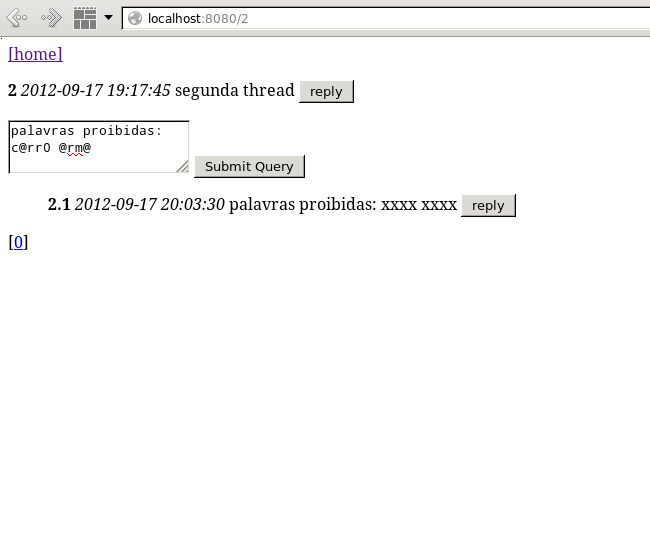 localhost:8080/2
[home]
2 2012-09-17 19:17:45 segunda thread reply
palavras proibidas:
c@rrO @rm@
Submit Query
2.1 2012-09-17 20:03:30 palavras proibidas: xxxx xxxx reply
[0]